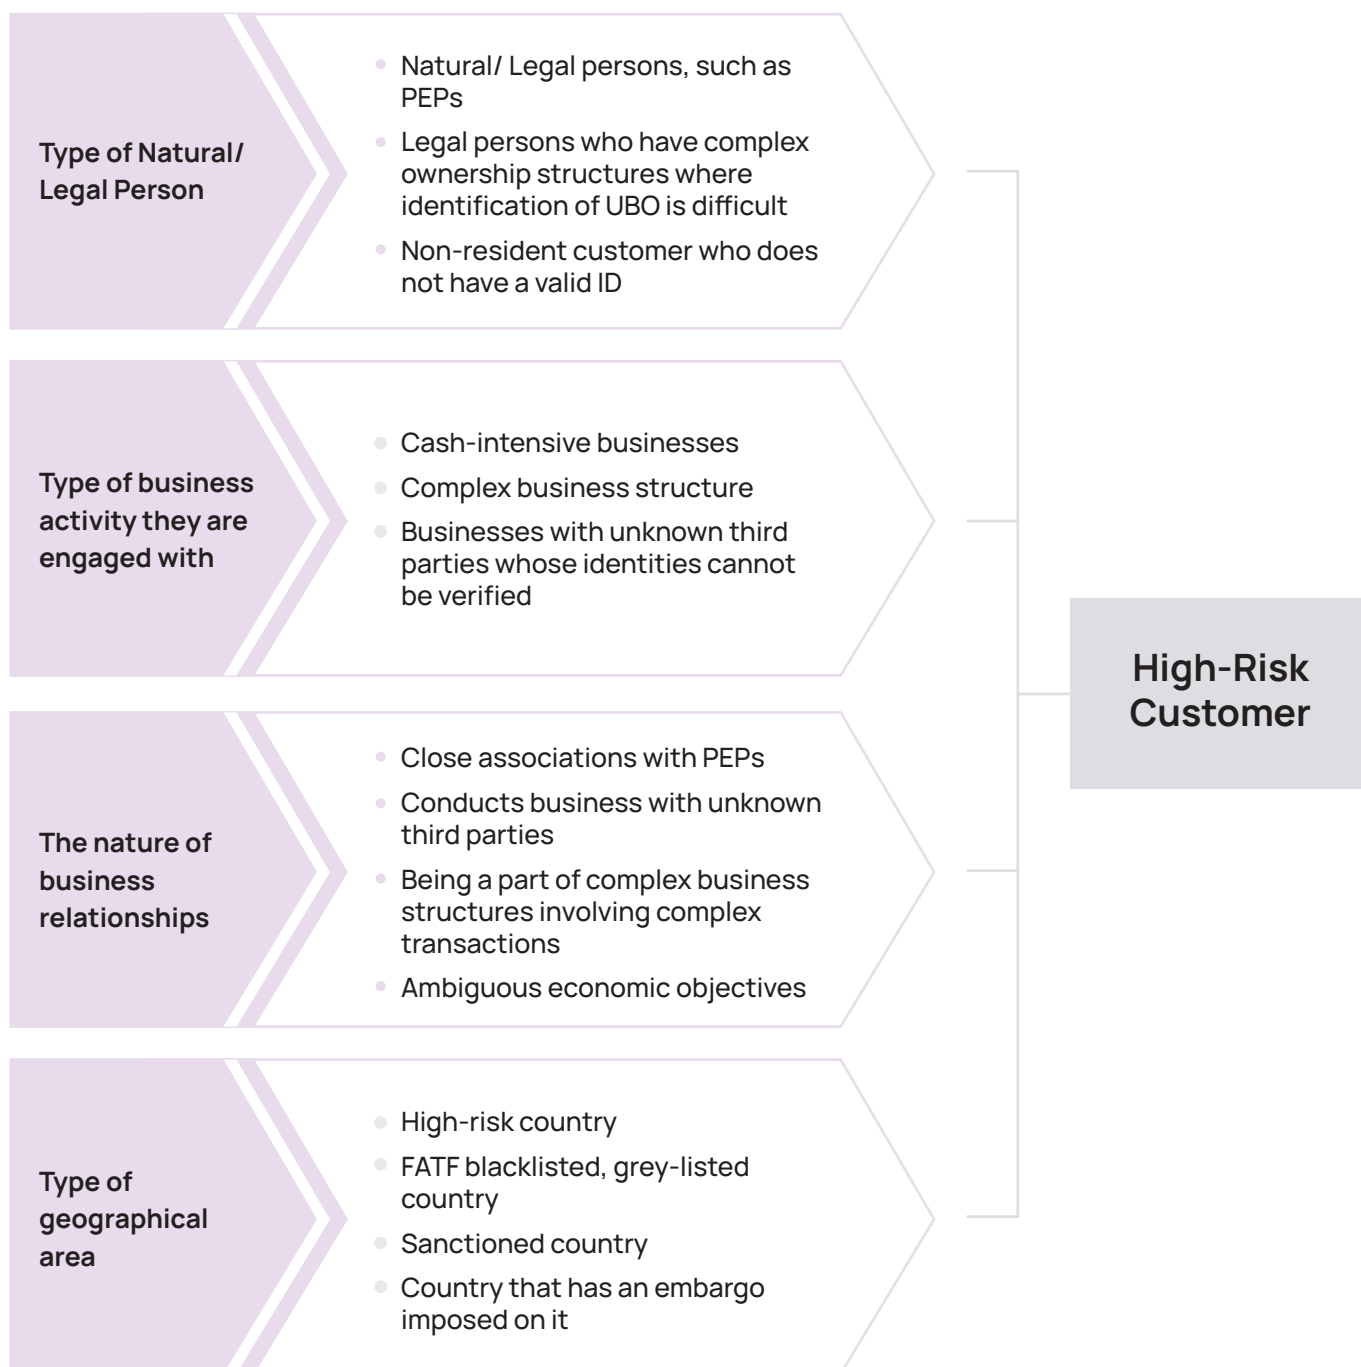 Type of Natural/
Legal Person
Natural/ Legal persons, such as
PEPs
Legal persons who have complex
ownership structures where
identification of UBO is difficult
Non-resident customer who does
not have a valid ID
Type of business
activity they are
engaged with
Cash-intensive businesses
Complex business structure
Businesses with unknown third
parties whose identities cannot
be verified
The nature of
business
relationships
Close associations with PEPs
Conducts business with unknown
third parties
Being a part of complex business
structures involving complex
transactions
Ambiguous economic objectives
Type of
geographical
area
High-risk country
FATF blacklisted, grey-listed
country
Sanctioned country
Country that has an embargo
imposed on it
High-Risk
Customer